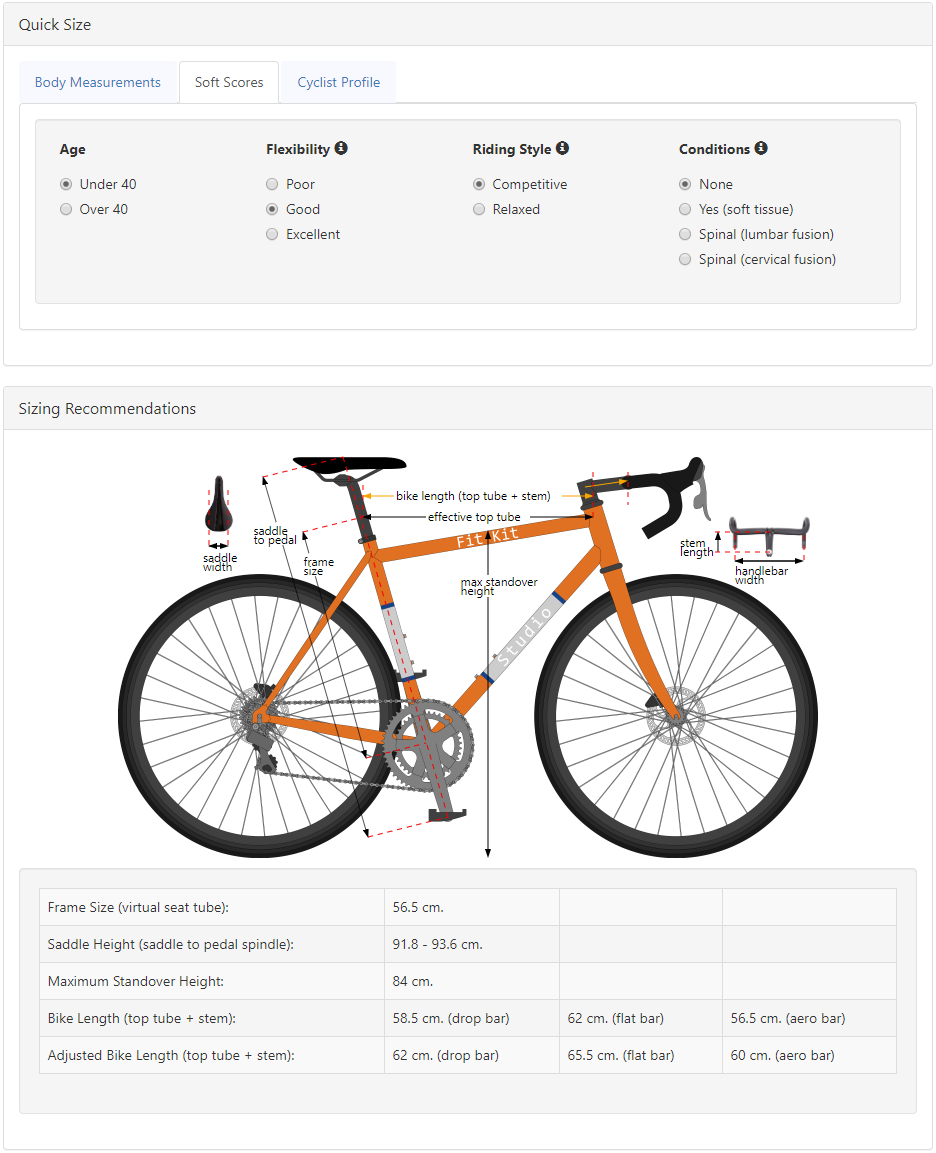 Quick Size
Body Measurements Soft Scores Cyclist Profile
Age Flexibility Riding Style Conditions
Under 40 Poor Competitive None
Over 40 Good Relaxed Yes (soft tissue)
Excellent Spinal (lumbar fusion)
Spinal (cervical fusion)
Sizing Recommendations
bike length (top tube + stem)
effective top tube
saddle
to pedal
Fit Kit
stem
length
saddle
width
frame
size
handlebar
width
max standover
height
Studio
Frame Size (virtual seat tube): 56.5 cm.
Saddle Height (saddle to pedal spindle): 91.8 - 93.6 cm.
Maximum Standover Height: 84 cm.
Bike Length (top tube + stem): 58.5 cm. (drop bar) 62 cm. (flat bar) 56.5 cm. (aero bar)
Adjusted Bike Length (top tube + stem): 62 cm. (drop bar) 65.5 cm. (flat bar) 60 cm. (aero bar)